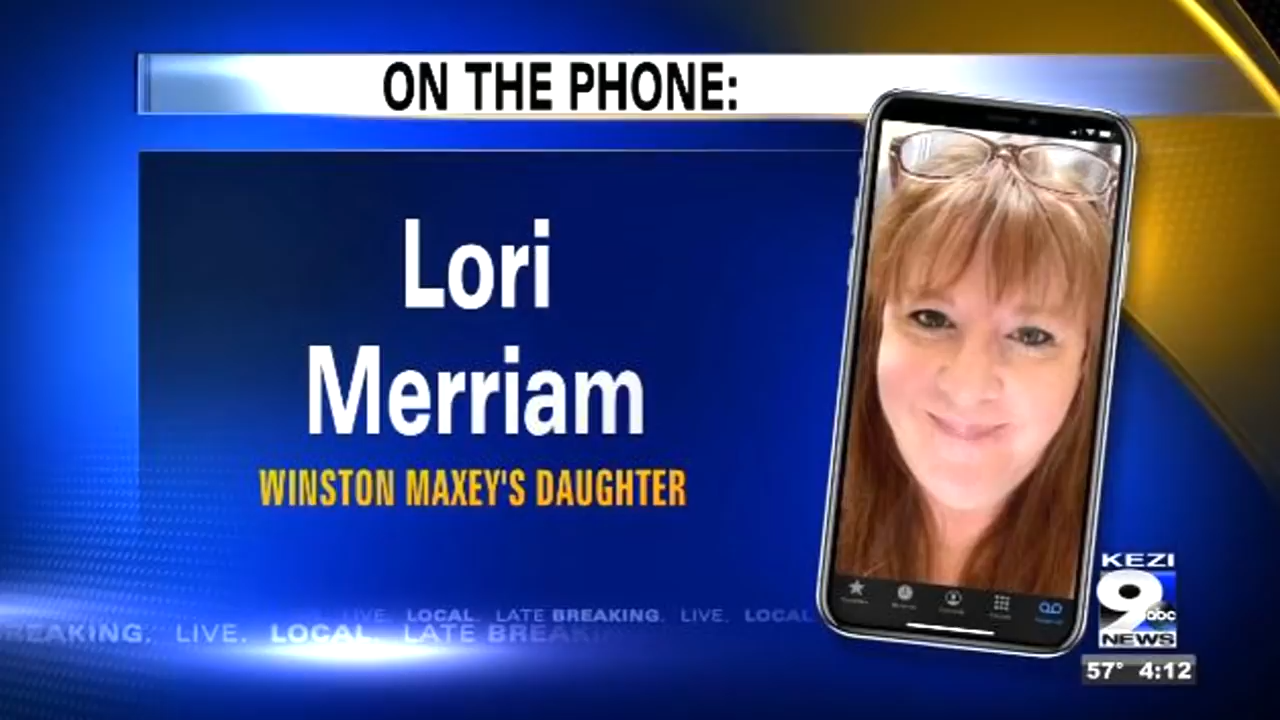 ON THE PHONE:
Lori
Merriam
WINSTON MAXEY'S DAUGHTER
LIVE. LOCAL. LATE BREAKING. LIVE. LOCAL
REAKING. LIVE. LOCAL. LATE BREAKI
KEZI
9
abc
NEWS
57° 4:12